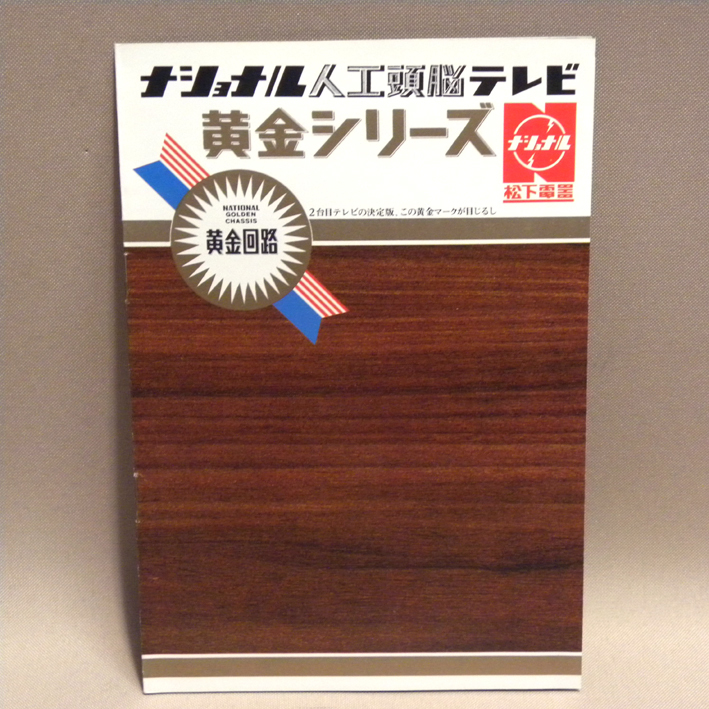 ナショナル人工頭脳テレビ
黄金シリーズ
ナショナル
松下電器
2台目テレビの決定版、この黄金マークが目じるし
NATIONAL
GOLDEN
CHASSIS
黄金回路